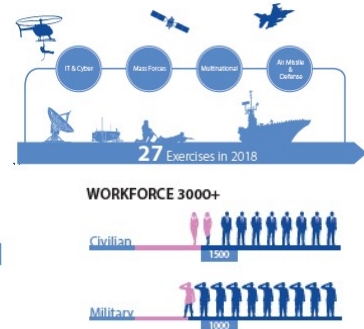 IT & Cyber
Mass Forces
Multinational
Air Missile
&
Defense
27 Exercises in 2018
WORKFORCE 3000+
Civilian
1500
Military
1000